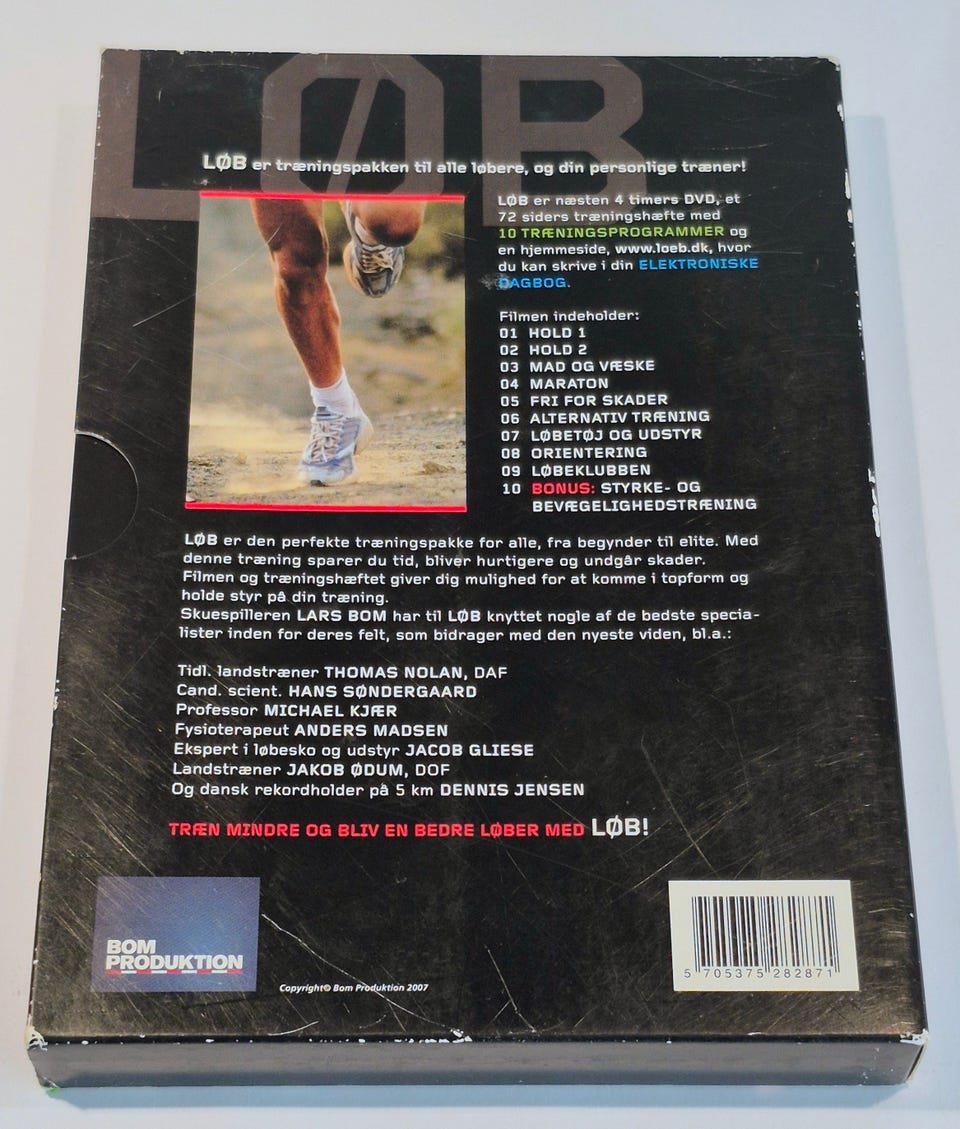 LØB
LØB er træningspakken til alle løbere, og din personlige træner!
LØB er næsten 4 timers DVD, et
72 siders træningshæfte med
10 TRÆNINGSPROGRAMMER og
en hjemmeside, www.loeb.dk, hvor
du kan skrive i din ELEKTRONISKE
DAGBOG.
Filmen indeholder:
01 HOLD 1
02 HOLD 2
03 MAD OG VÆSKE
04 MARATON
05 FRI FOR SKADER
06 ALTERNATIV TRÆNING
07 LØBETØJ OG UDSTYR
08 ORIENTERING
09 LØBEKLUBBEN
10 BONUS: STYRKE- OG
BEVÆGELIGHEDSTRÆNING
LØB er den perfekte træningspakke for alle, fra begynder til elite. Med
denne træning sparer du tid, bliver hurtigere og undgår skader.
Filmen og træningshæftet giver dig mulighed for at komme i topform og
holde styr på din træning.
Skuespilleren LARS BOM har til LØB knyttet nogle af de bedste specia-
lister inden for deres felt, som bidrager med den nyeste viden, bl.a.:
Tidl. landstræner THOMAS NOLAN, DAF
Cand. scient. HANS SØNDERGAARD
Professor MICHAEL KJÆR
Fysioterapeut ANDERS MADSEN
Ekspert i løbesko og udstyr JACOB GLIESE
Landstræner JAKOB ØDUM, DOF
Og dansk rekordholder på 5 km DENNIS JENSEN
TRÆN MINDRE OG BLIV EN BEDRE LØBER MED LØB!
BOM
PRODUKTION
Copyright© Bom Produktion 2007
5 705375 282871